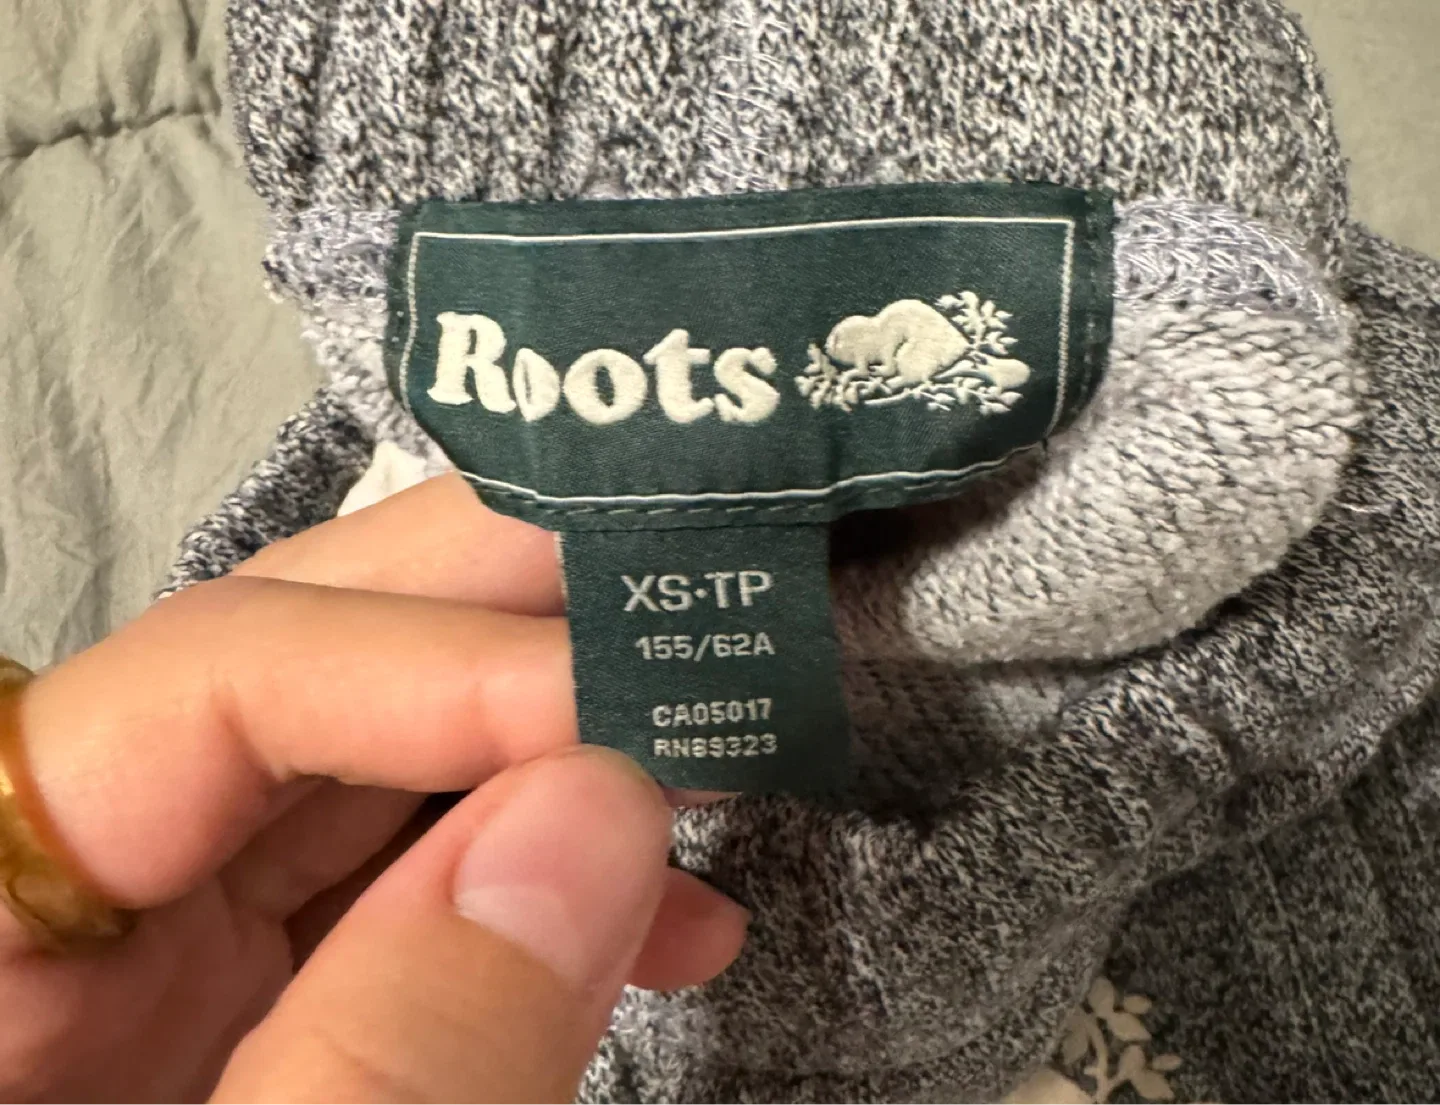 Roots
XS·TP
155/62A
CA05017
RN89323